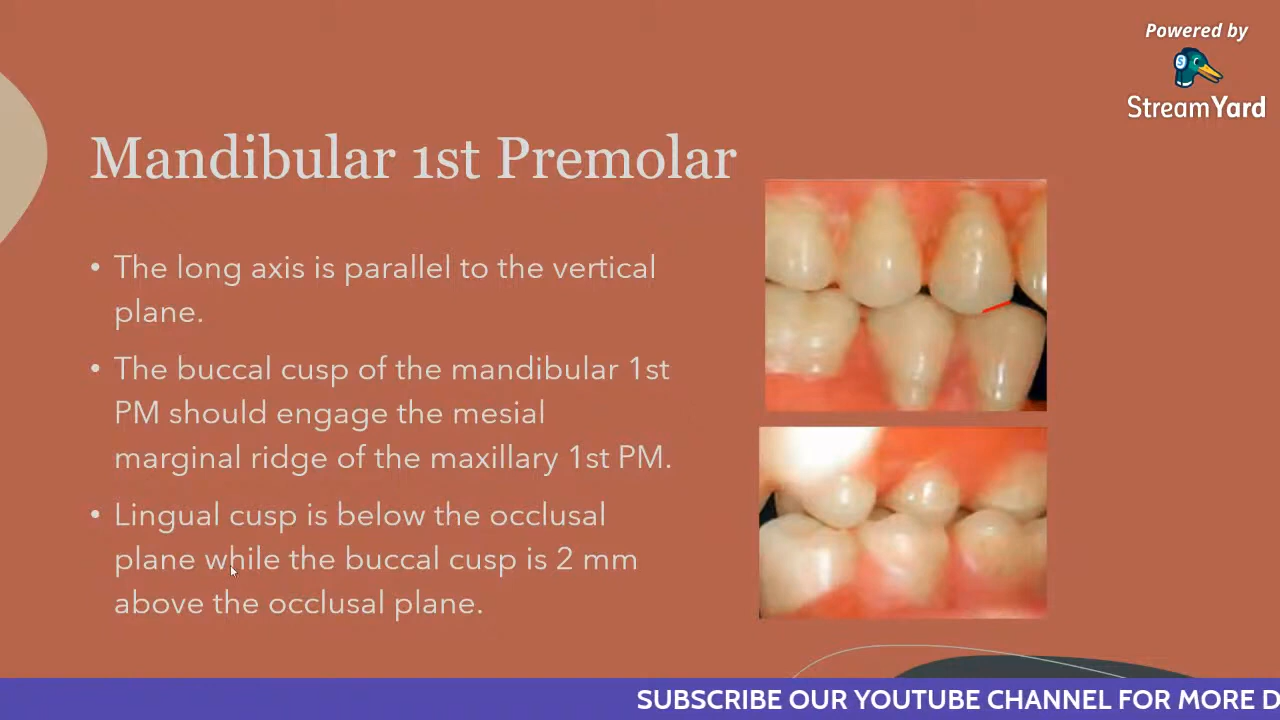 Powered by
StreamYard
Mandibular 1st Premolar
• The long axis is parallel to the vertical
plane.
• The buccal cusp of the mandibular 1st
PM should engage the mesial
marginal ridge of the maxillary 1st PM.
• Lingual cusp is below the occlusal
plane while the buccal cusp is 2 mm
above the occlusal plane.
SUBSCRIBE OUR YOUTUBE CHANNEL FOR MORE D